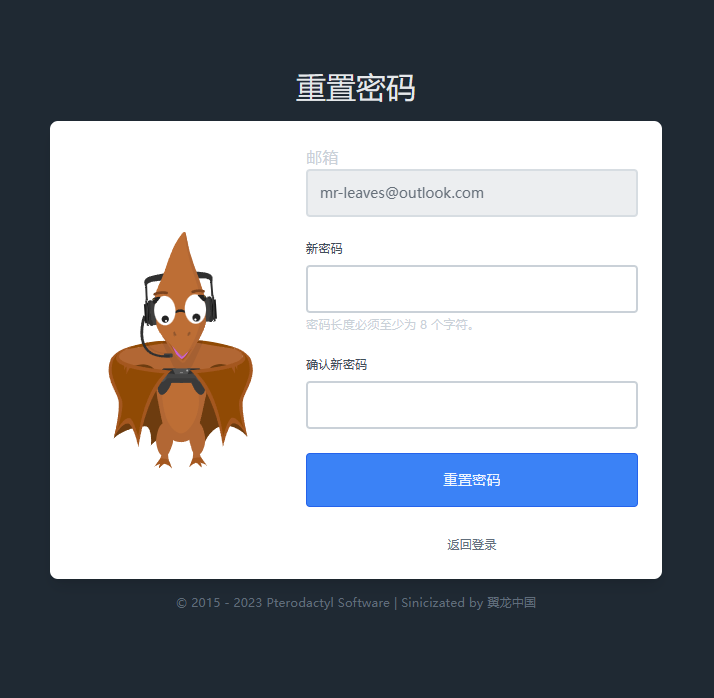 重置密码
邮箱
mr-leaves@outlook.com
新密码
密码长度必须至少为 8 个字符。
确认新密码
重置密码
返回登录
© 2015 - 2023 Pterodactyl Software | Sinicizated by 翼龙中国